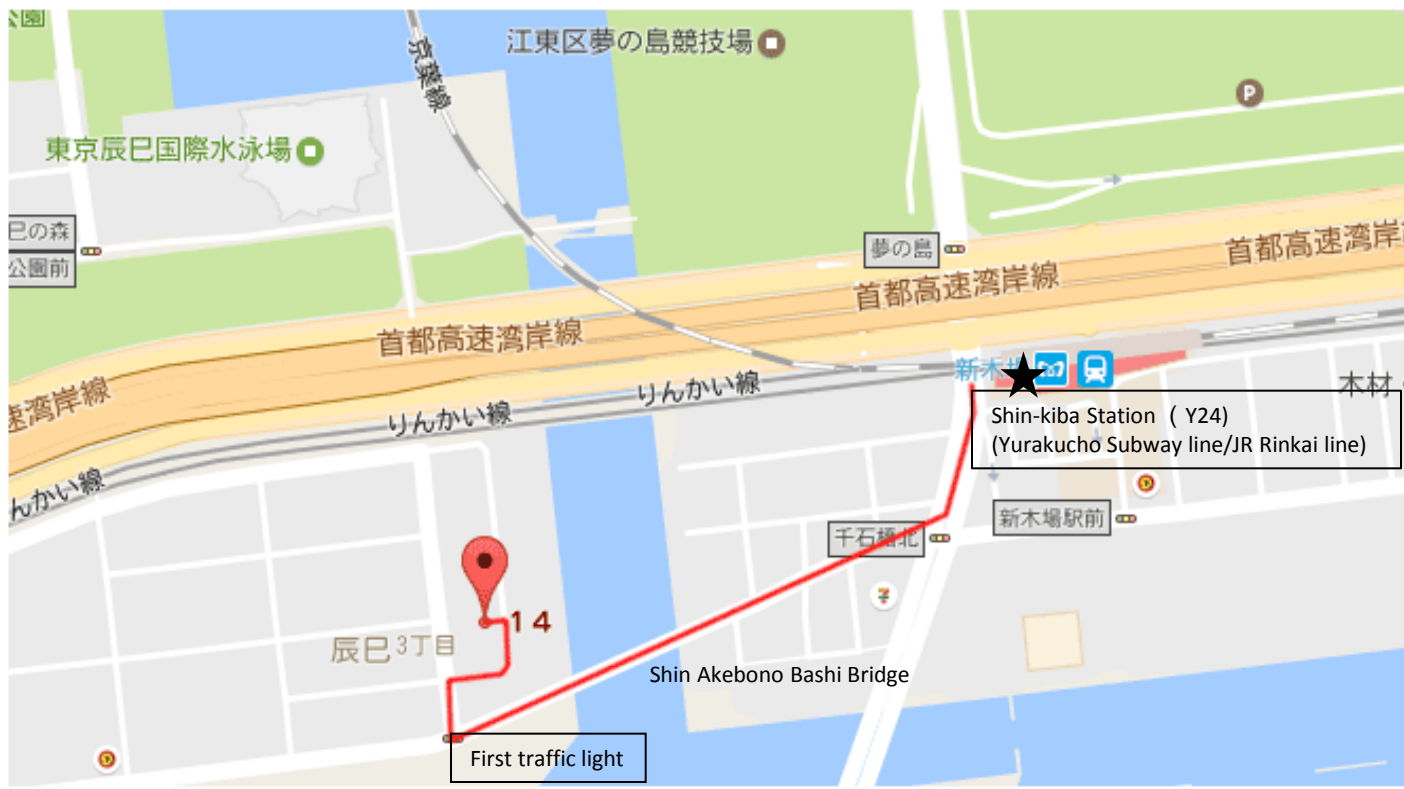 公園
江東区夢の島競技場
京葉線
P
東京辰巳国際水泳場
巳の森
公園前
夢の島
首都高速湾岸線
首都高速湾岸線
首都高速湾岸線
速湾岸線
りんかい線
りんかい線
んかい線
新木場
木材
Shin-kiba Station ( Y24)
(Yurakucho Subway line/JR Rinkai line)
新木場駅前
千石橋北
7
14
辰巳3丁目
Shin Akebono Bashi Bridge
First traffic light